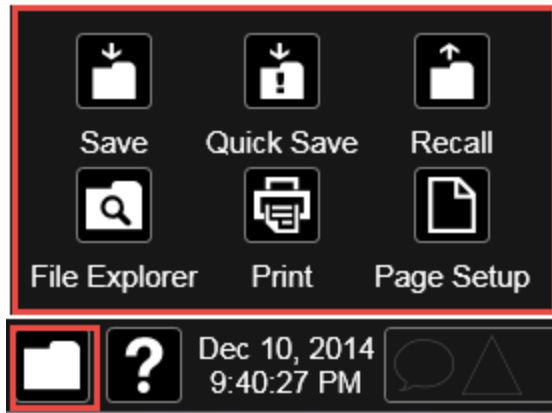 Save Quick Save Recall
File Explorer Print Page Setup
? Dec 10, 2014
9:40:27 PM